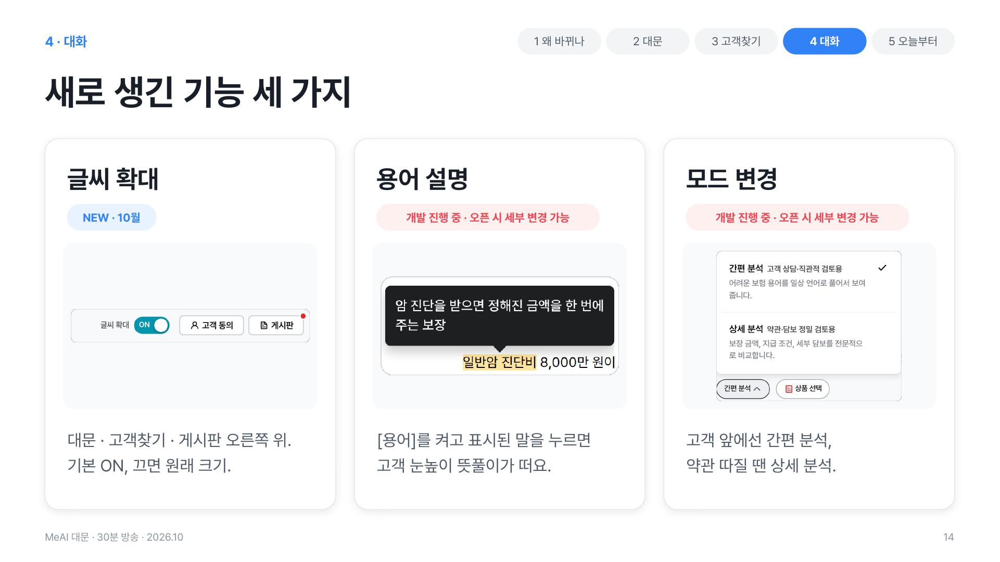 4 · 대화
1 왜 바뀌나
2 대문
3 고객찾기
4 대화
5 오늘부터
새로 생긴 기능 세 가지
글씨 확대
NEW · 10월
글씨 확대
ON
고객 동의
게시판
대문 · 고객찾기 · 게시판 오른쪽 위.
기본 ON, 끄면 원래 크기.
용어 설명
개발 진행 중 · 오픈 시 세부 변경 가능
암 진단을 받으면 정해진 금액을 한 번에
주는 보장
일반암 진단비 8,000만 원이
[용어]를 켜고 표시된 말을 누르면
고객 눈높이 뜻풀이가 떠요.
모드 변경
개발 진행 중 · 오픈 시 세부 변경 가능
간편 분석 고객 상담·직관적 검토용
어려운 보험 용어를 일상 언어로 풀어서 보여
줍니다.
상세 분석 약관·담보 정밀 검토용
보장 금액, 지급 조건, 세부 담보를 전문적으
로 비교합니다.
간편 분석
상품 선택
고객 앞에선 간편 분석,
약관 따질 땐 상세 분석.
MeAI 대문 · 30분 방송 · 2026.10
14